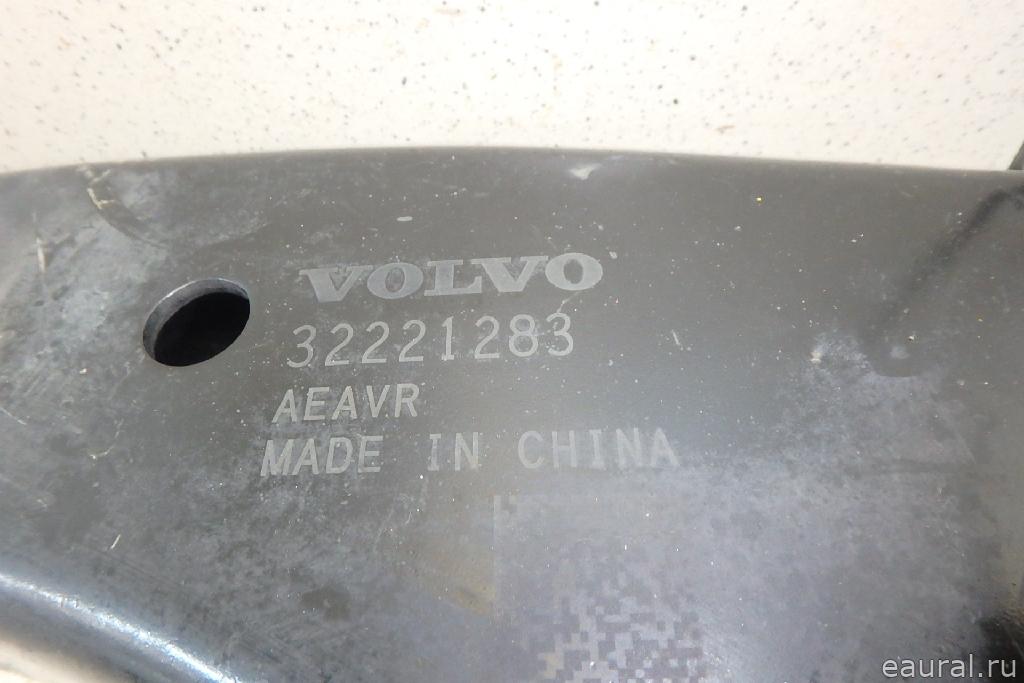 VOLVO
32221283
AEAVR
MADE IN CHINA
eaural.ru